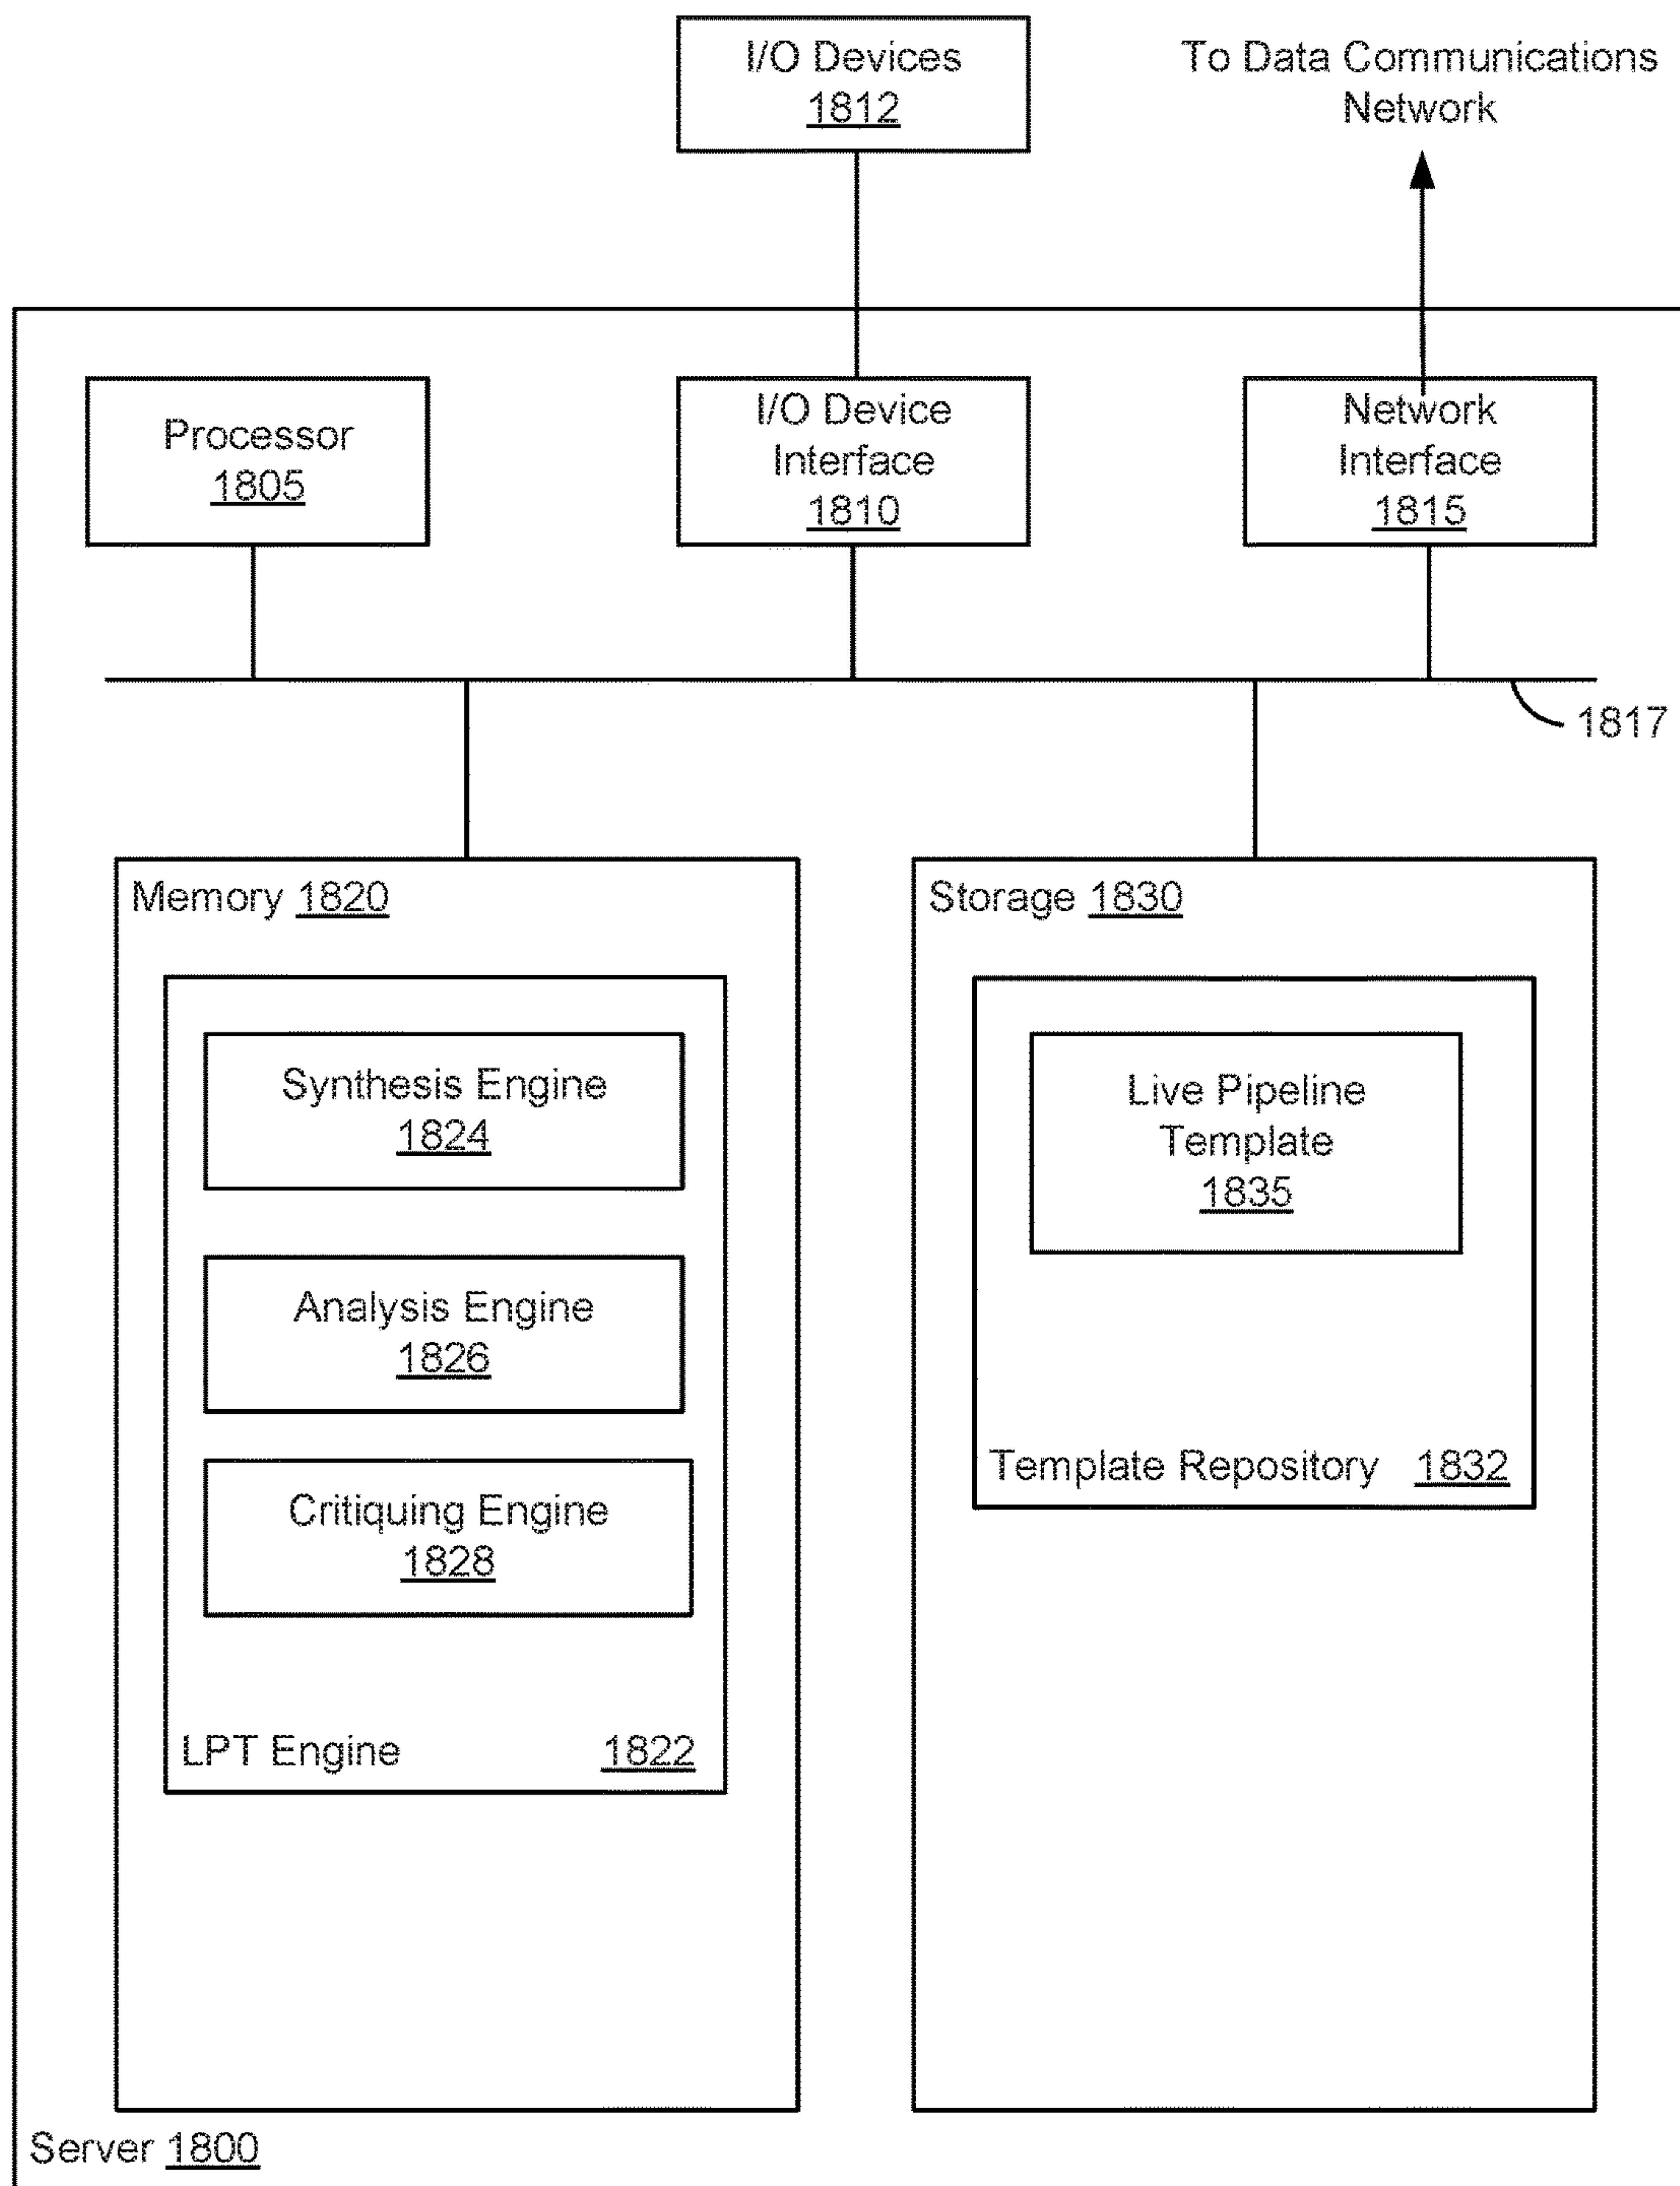 I/O Devices
1812
To Data Communications
Network
Processor
1805
I/O Device
Interface
1810
Network
Interface
1815
1817
Memory 1820
Synthesis Engine
1824
Analysis Engine
1826
Critiquing Engine
1828
LPT Engine 1822
Storage 1830
Live Pipeline
Template
1835
Template Repository 1832
Server 1800